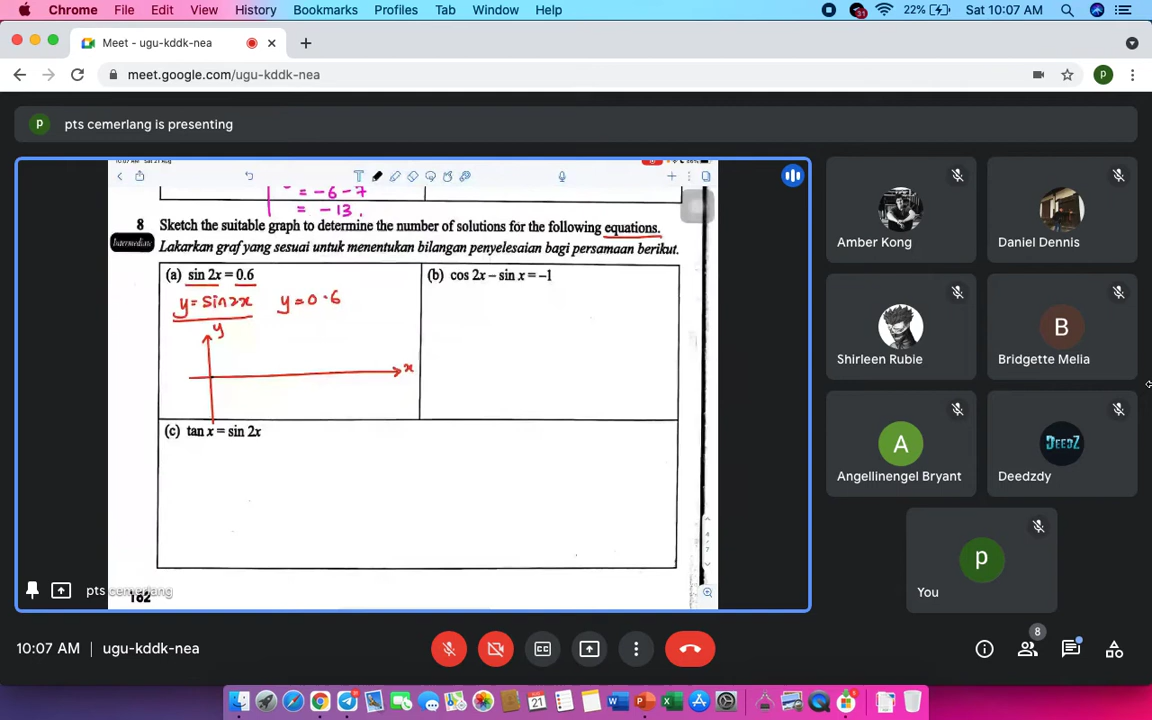 Chrome File Edit View History Bookmarks Profiles Tab Window Help 31 22% Sat 10:07 AM
Meet - ugu-kddk-nea
meet.google.com/ugu-kddk-nea p
p pts cemerlang is presenting
= -6-7
= -13.
8 Sketch the suitable graph to determine the number of solutions for the following equations.
Intermediate Lakarkan graf yang sesuai untuk menentukan bilangan penyelesaian bagi persamaan berikut.
(a) sin 2x = 0.6
y = sin 2x y = 0.6
y
x
(b) cos 2x – sin x = –1
(c) tan x = sin 2x
162
pts cemerlang
Amber Kong
Daniel Dennis
Shirleen Rubie
B
Bridgette Melia
A
Angellinengel Bryant
DEEDZ
Deedzdy
p
You
10:07 AM | ugu-kddk-nea
8